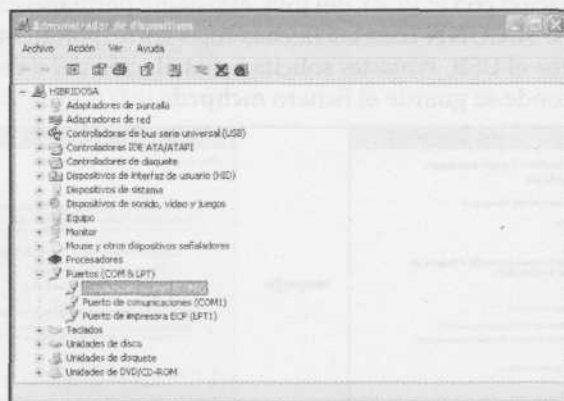 Administrador de dispositivos
Archivo Acción Ver Ayuda
HIBRIDOSA
Adaptadores de pantalla
Adaptadores de red
Controladoras de bus serie universal (USB)
Controladoras IDE ATA/ATAPI
Controladores de disquete
Dispositivos de interfaz de usuario (HID)
Dispositivos de sistema
Dispositivos de sonido, vídeo y juegos
Equipo
Monitor
Mouse y otros dispositivos señaladores
Procesadores
Puertos (COM & LPT)
Puerto de comunicaciones (COM1)
Puerto de impresora ECP (LPT1)
Teclados
Unidades de disco
Unidades de disquete
Unidades de DVD/CD-ROM